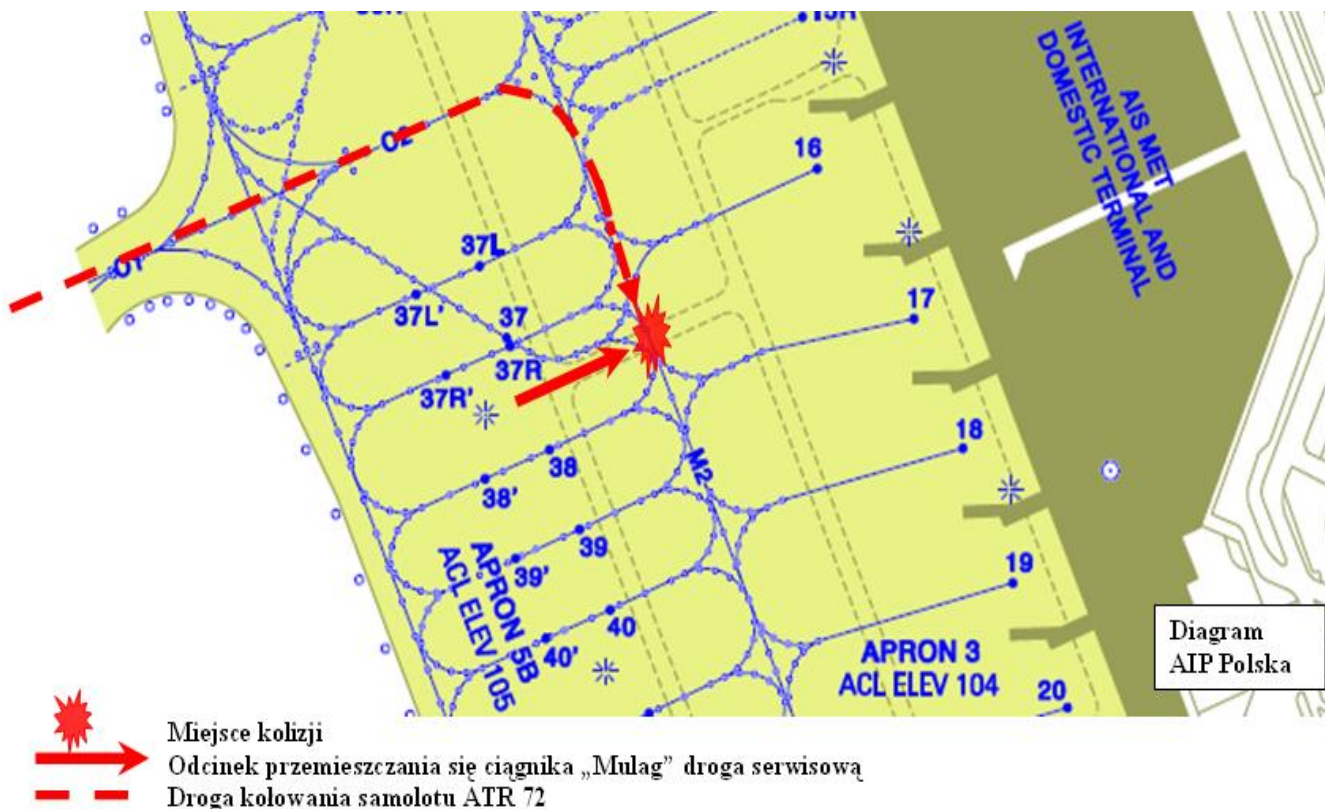 AIS MET
INTERNATIONAL AND
DOMESTIC TERMINAL
16
O2
37L
17
O1
37L'
37
37R
37R'
18
38
M2
38'
39
19
39'
APRON 5B
ACL ELEV 105
40
40'
APRON 3
ACL ELEV 104
20
Diagram
AIP Polska
Miejsce kolizji
Odcinek przemieszczania się ciągnika „Mulag” droga serwisową
Droga kołowania samolotu ATR 72